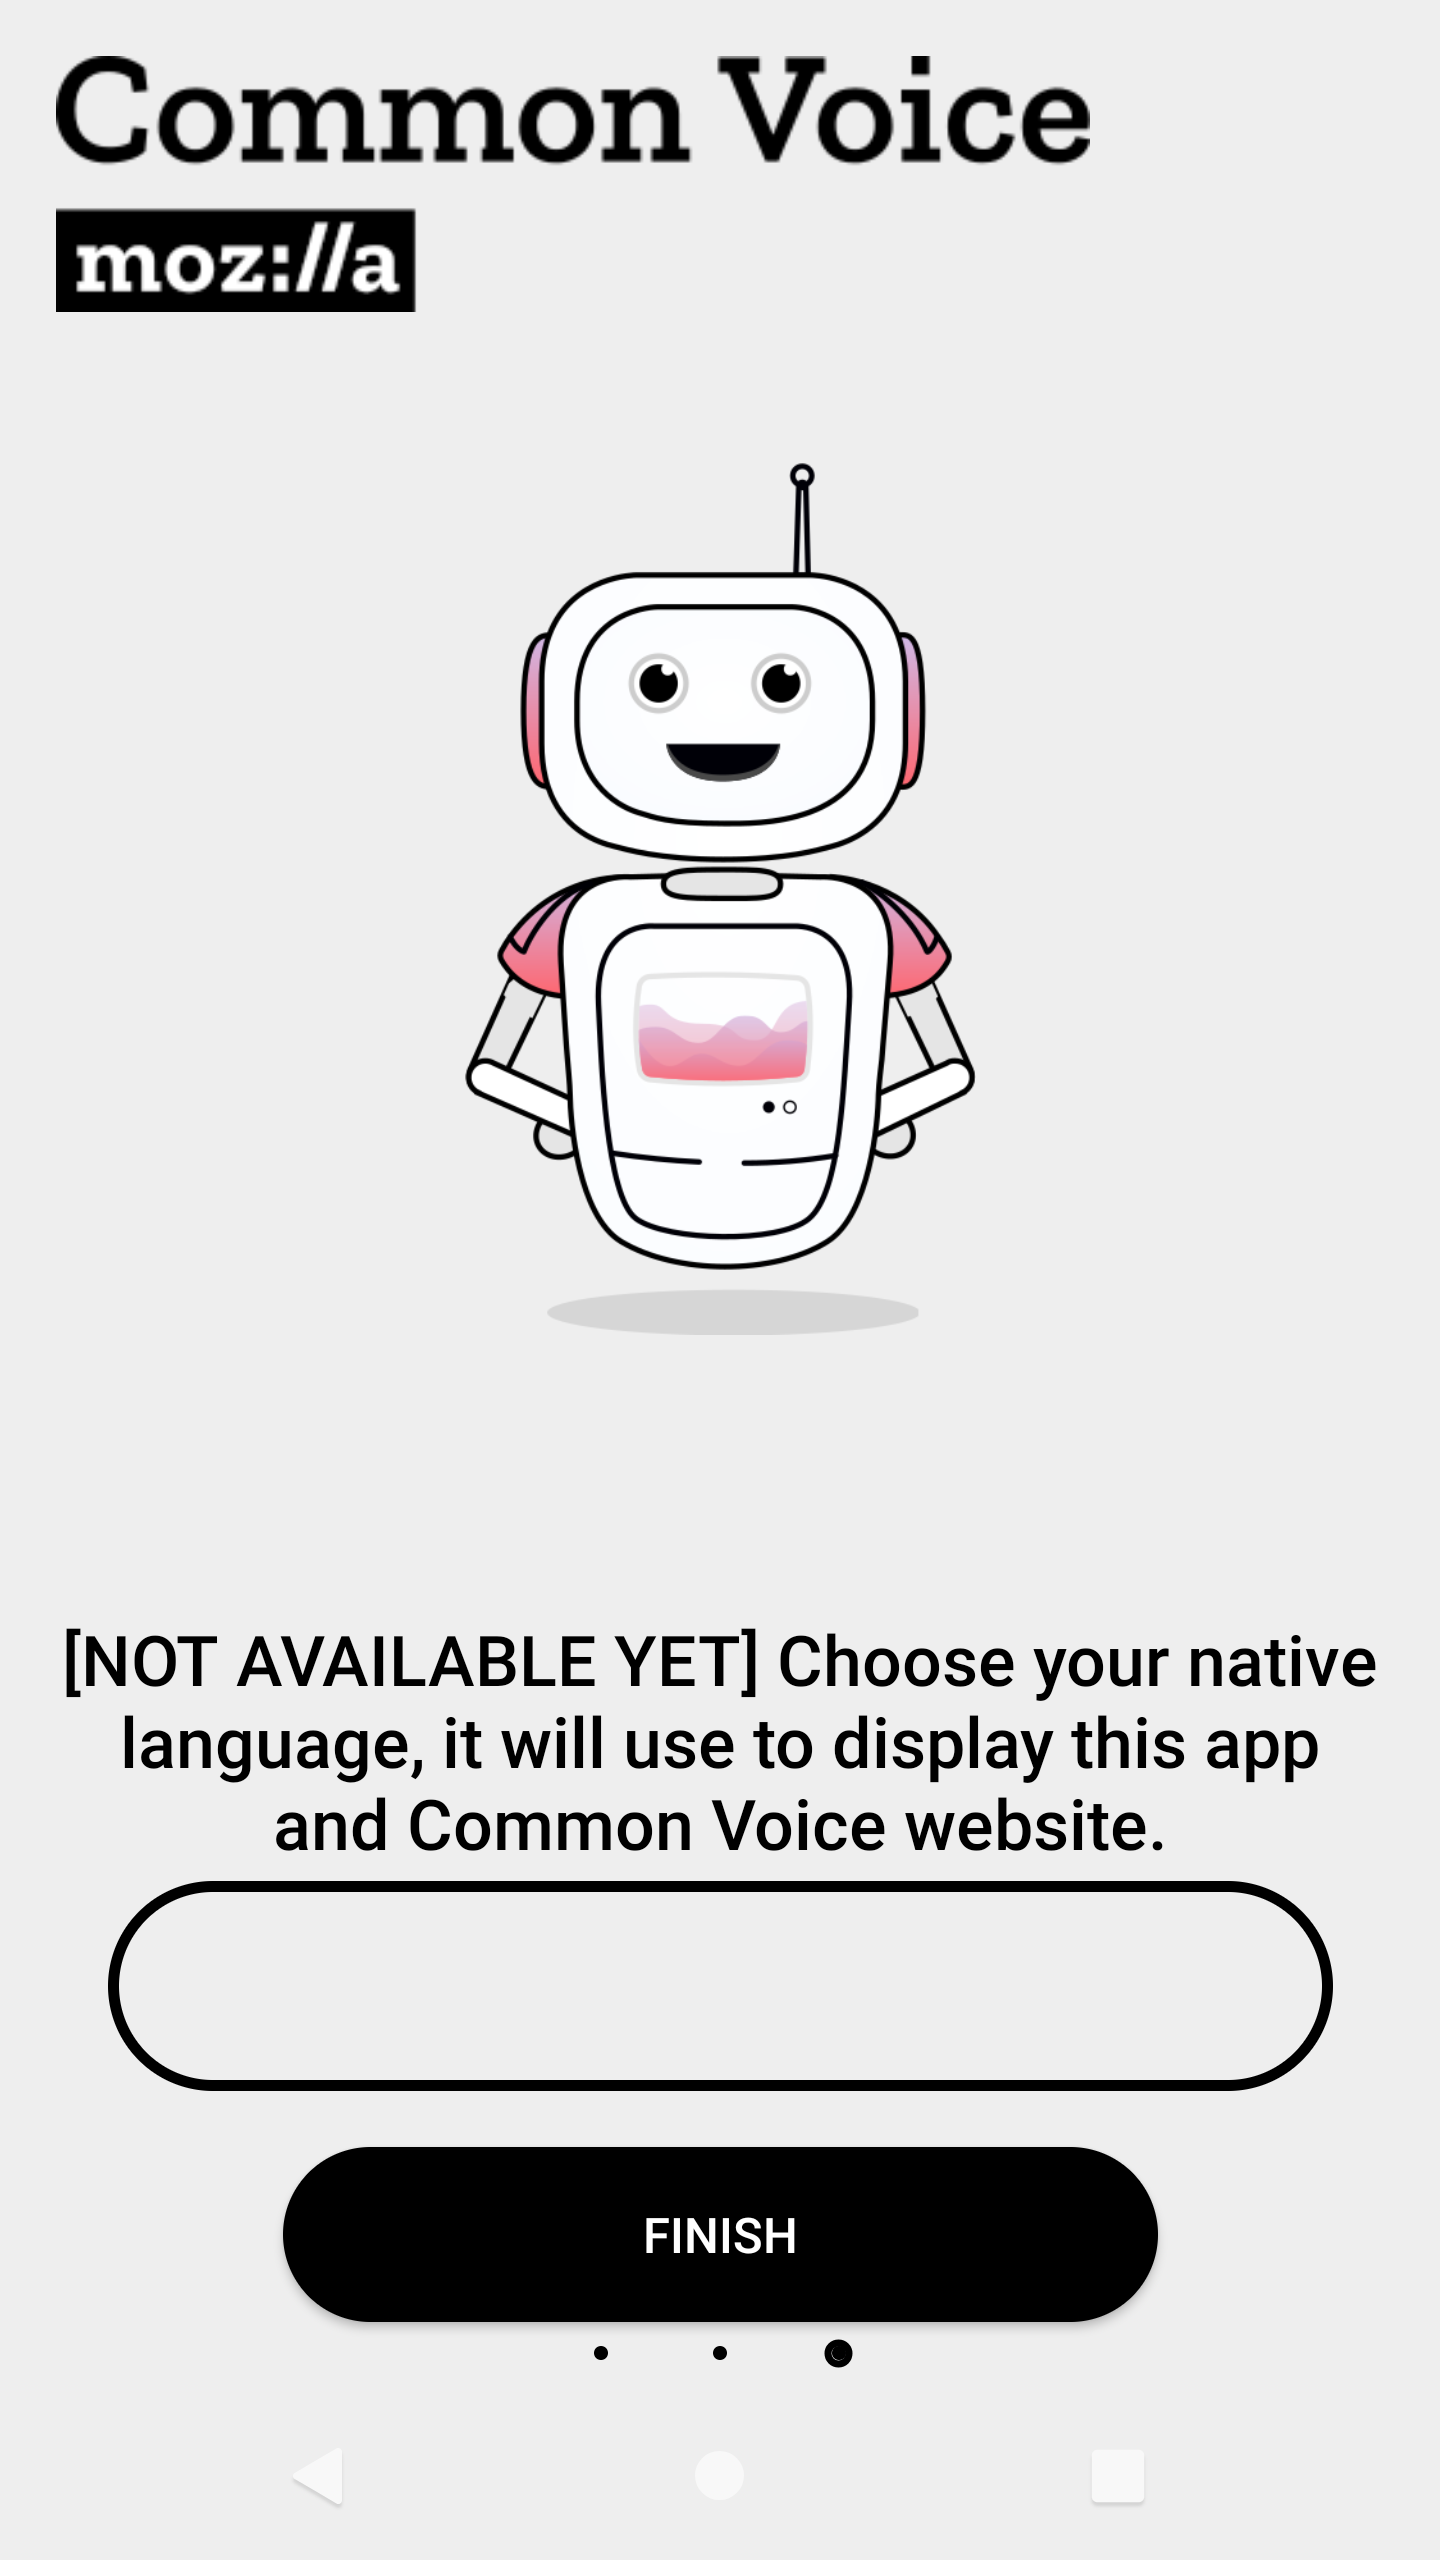 Common Voice
moz://a
[NOT AVAILABLE YET] Choose your native
language, it will use to display this app
and Common Voice website.
FINISH